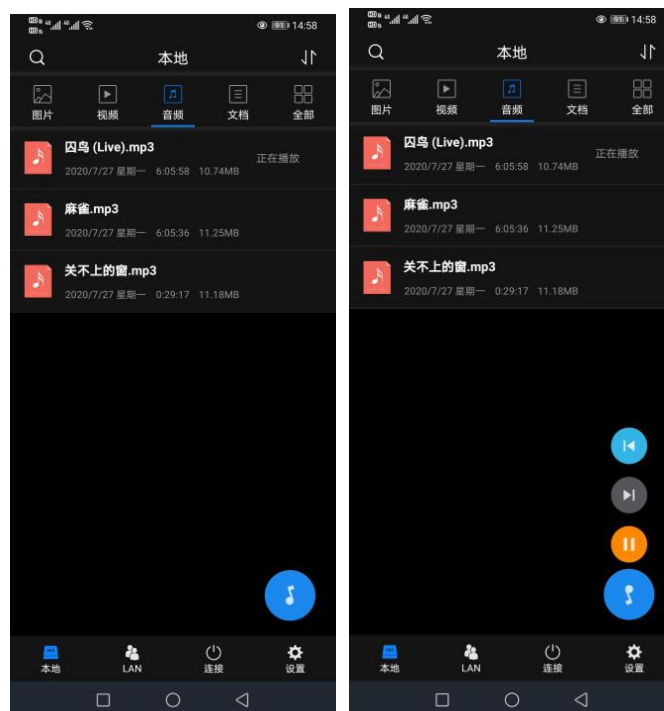 14:58
本地
图片 视频 音频 文档 全部
囚鸟 (Live).mp3
2020/7/27 星期一 6:05:58 10.74MB
正在播放
麻雀.mp3
2020/7/27 星期一 6:05:36 11.25MB
关不上的窗.mp3
2020/7/27 星期一 0:29:17 11.18MB
本地 LAN 连接 设置
14:58
本地
图片 视频 音频 文档 全部
囚鸟 (Live).mp3
2020/7/27 星期一 6:05:58 10.74MB
正在播放
麻雀.mp3
2020/7/27 星期一 6:05:36 11.25MB
关不上的窗.mp3
2020/7/27 星期一 0:29:17 11.18MB
本地 LAN 连接 设置